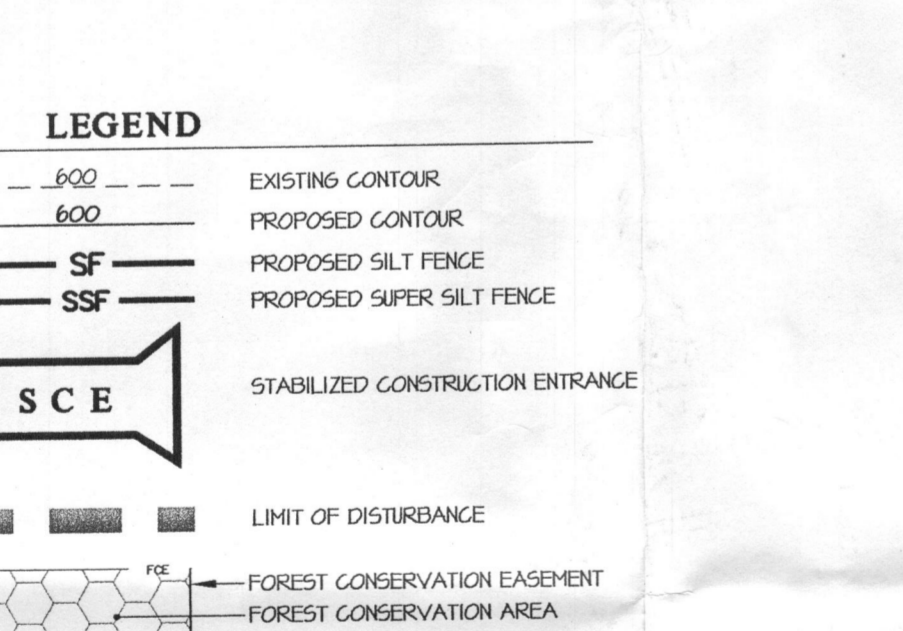 LEGEND
600 EXISTING CONTOUR
600 PROPOSED CONTOUR
SF PROPOSED SILT FENCE
SSF PROPOSED SUPER SILT FENCE
SCE STABILIZED CONSTRUCTION ENTRANCE
LIMIT OF DISTURBANCE
FCE FOREST CONSERVATION EASEMENT
FOREST CONSERVATION AREA